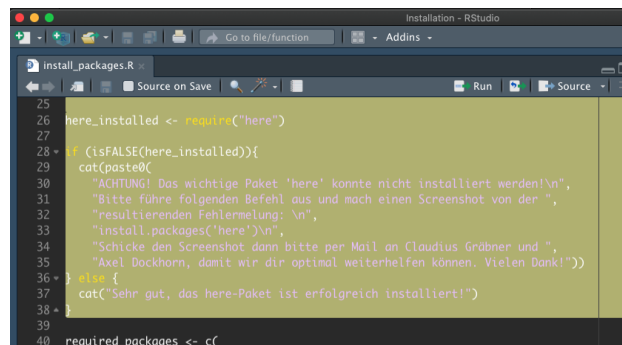 Installation - RStudio
Go to file/function Addins
install_packages.R
Source on Save Run Source
25
26 here_installed <- require("here")
27
28 if (isFALSE(here_installed)){
29 cat(paste0(
30 "ACHTUNG! Das wichtige Paket 'here' konnte nicht installiert werden!\n",
31 "Bitte führe folgenden Befehl aus und mach einen Screenshot von der ",
32 "resultierenden Fehlermelung: \n",
33 "install.packages('here')\n",
34 "Schicke den Screenshot dann bitte per Mail an Claudius Gräbner und ",
35 "Axel Dockhorn, damit wir dir optimal weiterhelfen können. Vielen Dank!"))
36 } else {
37 cat("Sehr gut, das here-Paket ist erfolgreich installiert!")
38 }
39
40 required_packages <- c(